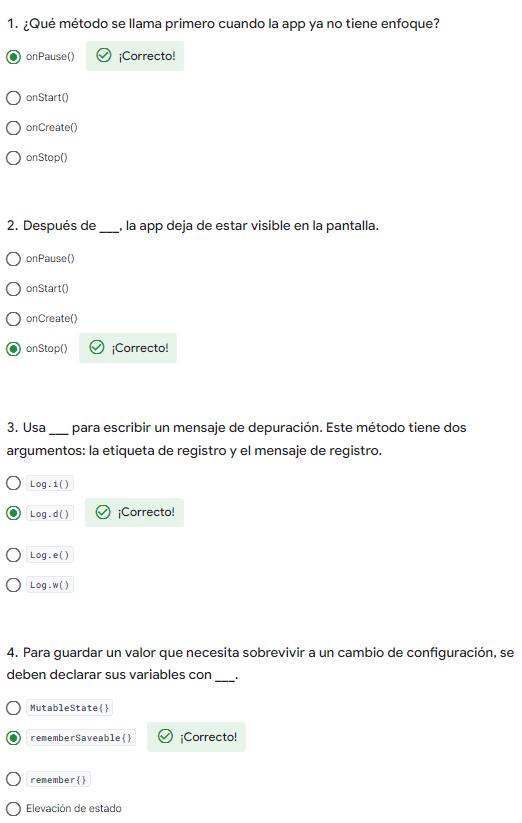 1. ¿Qué método se llama primero cuando la app ya no tiene enfoque?
onPause() ¡Correcto!
onStart()
onCreate()
onStop()
2. Después de ___, la app deja de estar visible en la pantalla.
onPause()
onStart()
onCreate()
onStop() ¡Correcto!
3. Usa ___ para escribir un mensaje de depuración. Este método tiene dos
argumentos: la etiqueta de registro y el mensaje de registro.
Log.i()
Log.d() ¡Correcto!
Log.e()
Log.w()
4. Para guardar un valor que necesita sobrevivir a un cambio de configuración, se
deben declarar sus variables con ___.
MutableState{}
rememberSaveable{} ¡Correcto!
remember{}
Elevación de estado